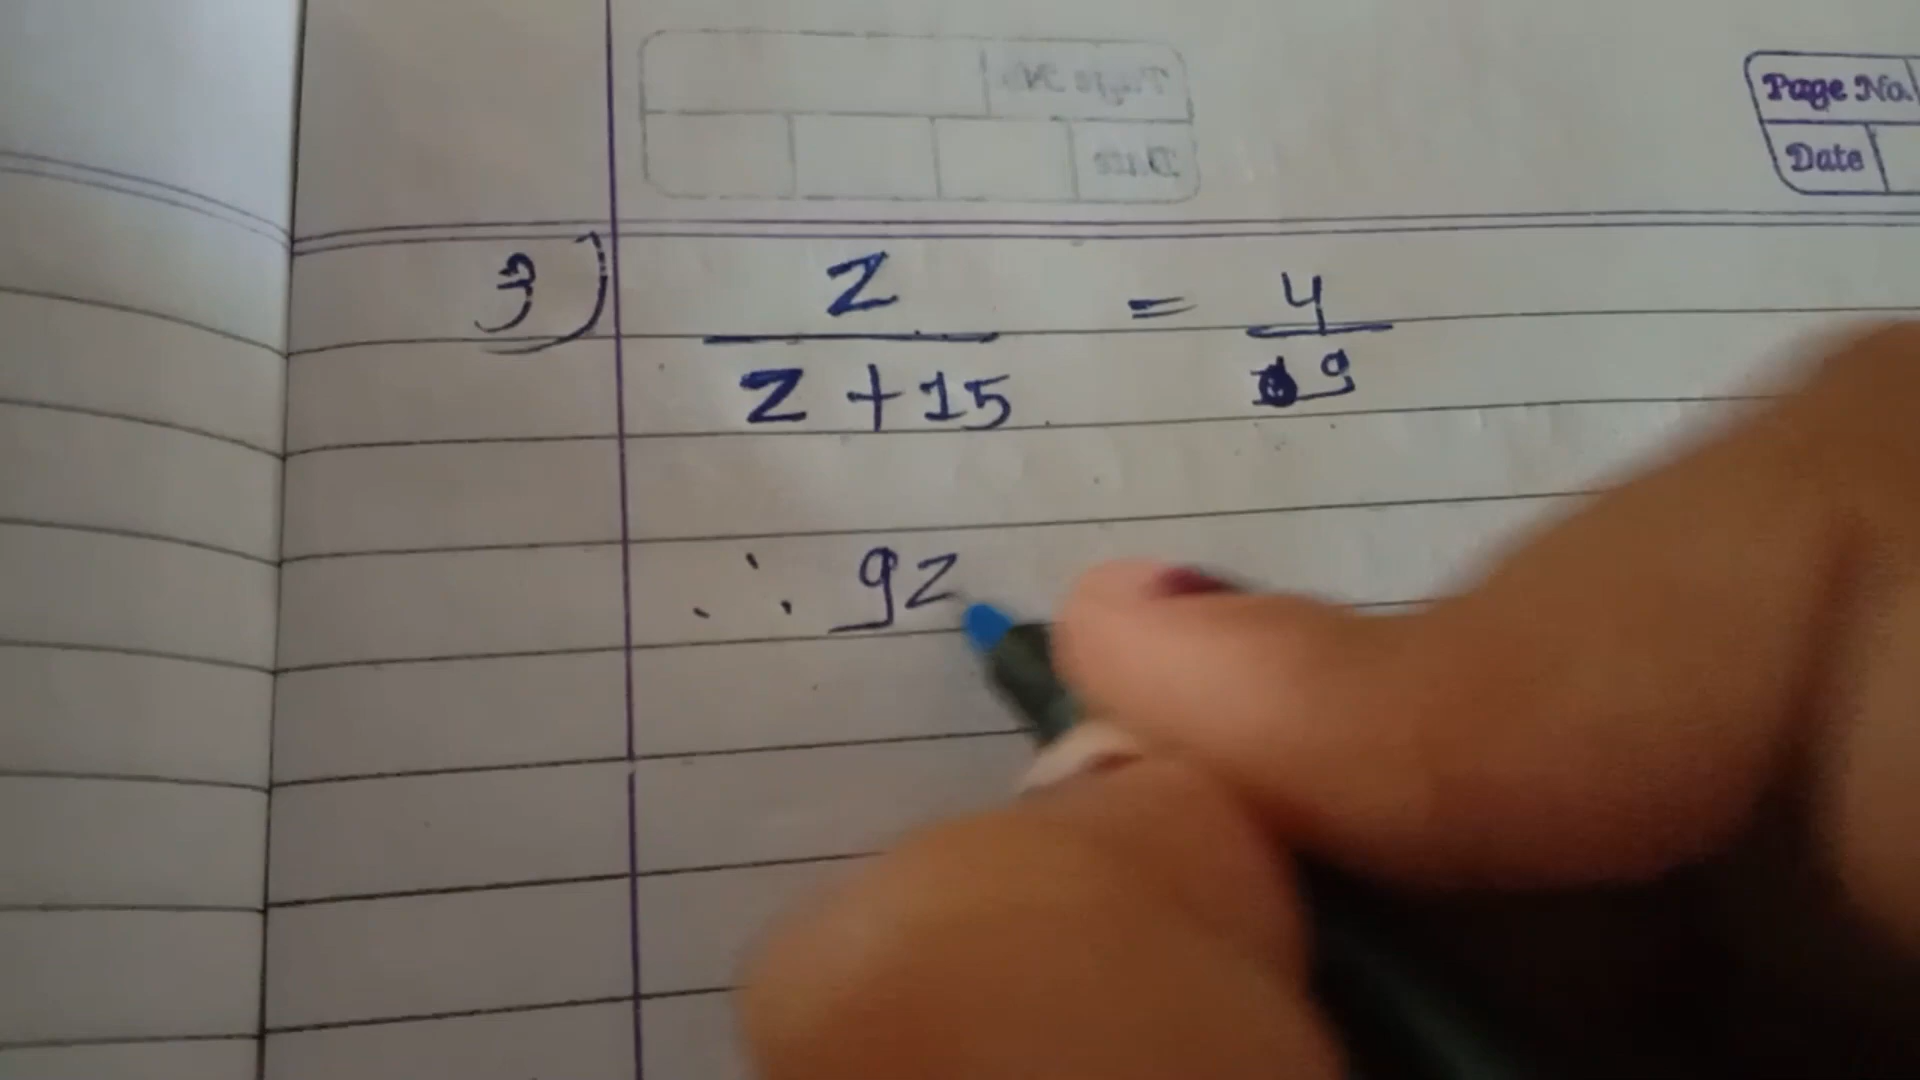 Page No.
Date
3) z / z + 15 = 4 / 9
∴ 9z